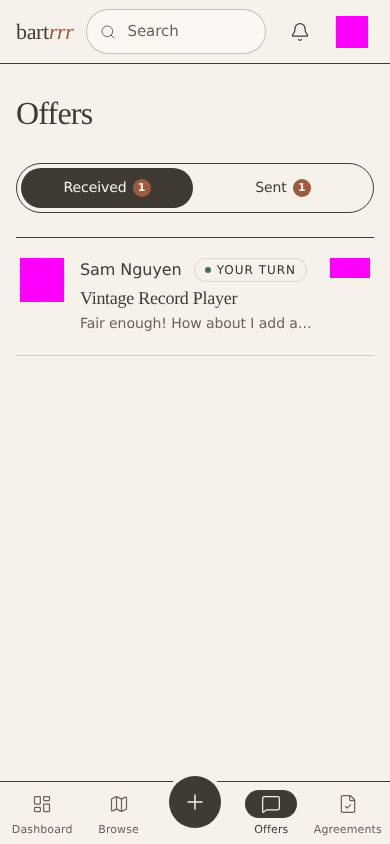 bartrrr
Search
Offers
Received 1
Sent 1
Sam Nguyen
YOUR TURN
Vintage Record Player
Fair enough! How about I add a…
Dashboard
Browse
Offers
Agreements